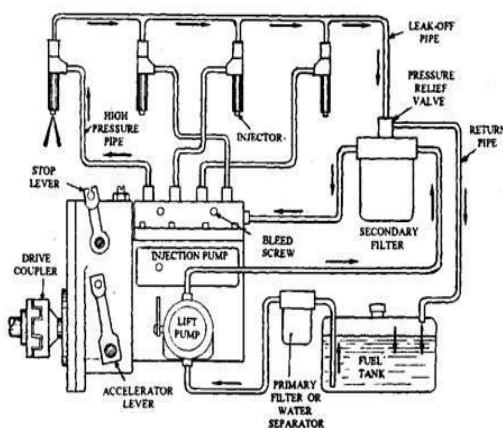 LEAK-OFF
PIPE
PRESSURE
RELIEF
VALVE
RETURN
PIPE
HIGH
PRESSURE
PIPE
INJECTOR
STOP
LEVER
BLEED
SCREW
SECONDARY
FILTER
INJECTION PUMP
DRIVE
COUPLER
LIFT
PUMP
FUEL
TANK
ACCELERATOR
LEVER
PRIMARY
FILTER OR
WATER
SEPARATOR